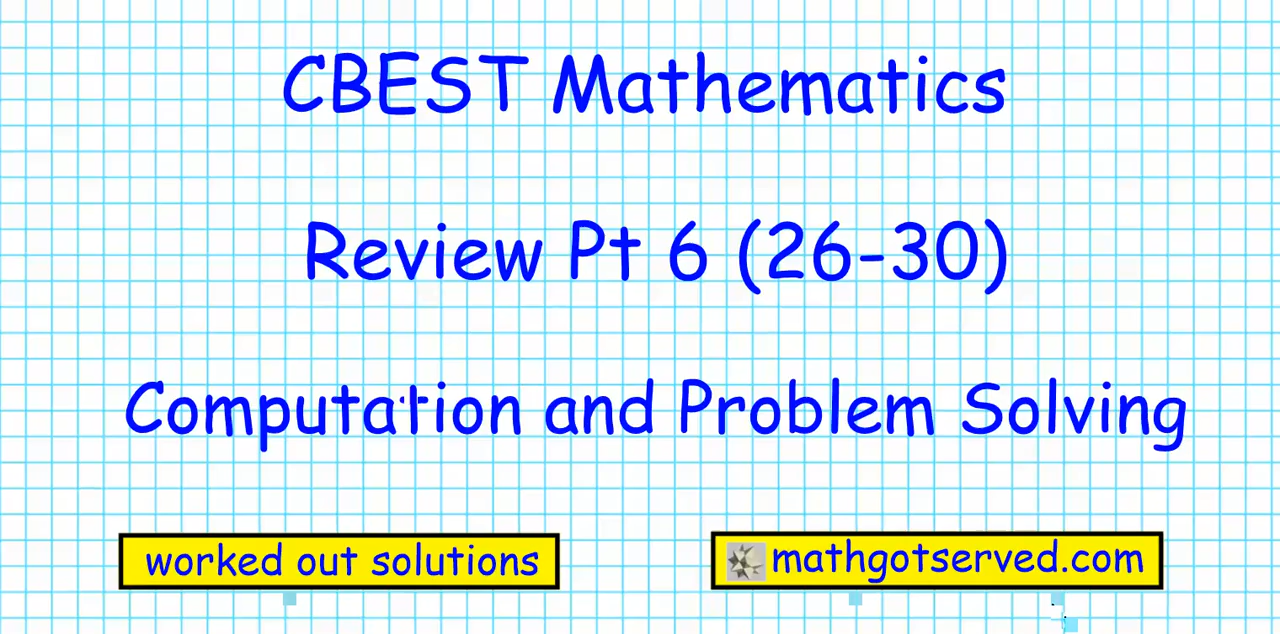 CBEST Mathematics
Review Pt 6 (26-30)
Computation and Problem Solving
worked out solutions
mathgotserved.com